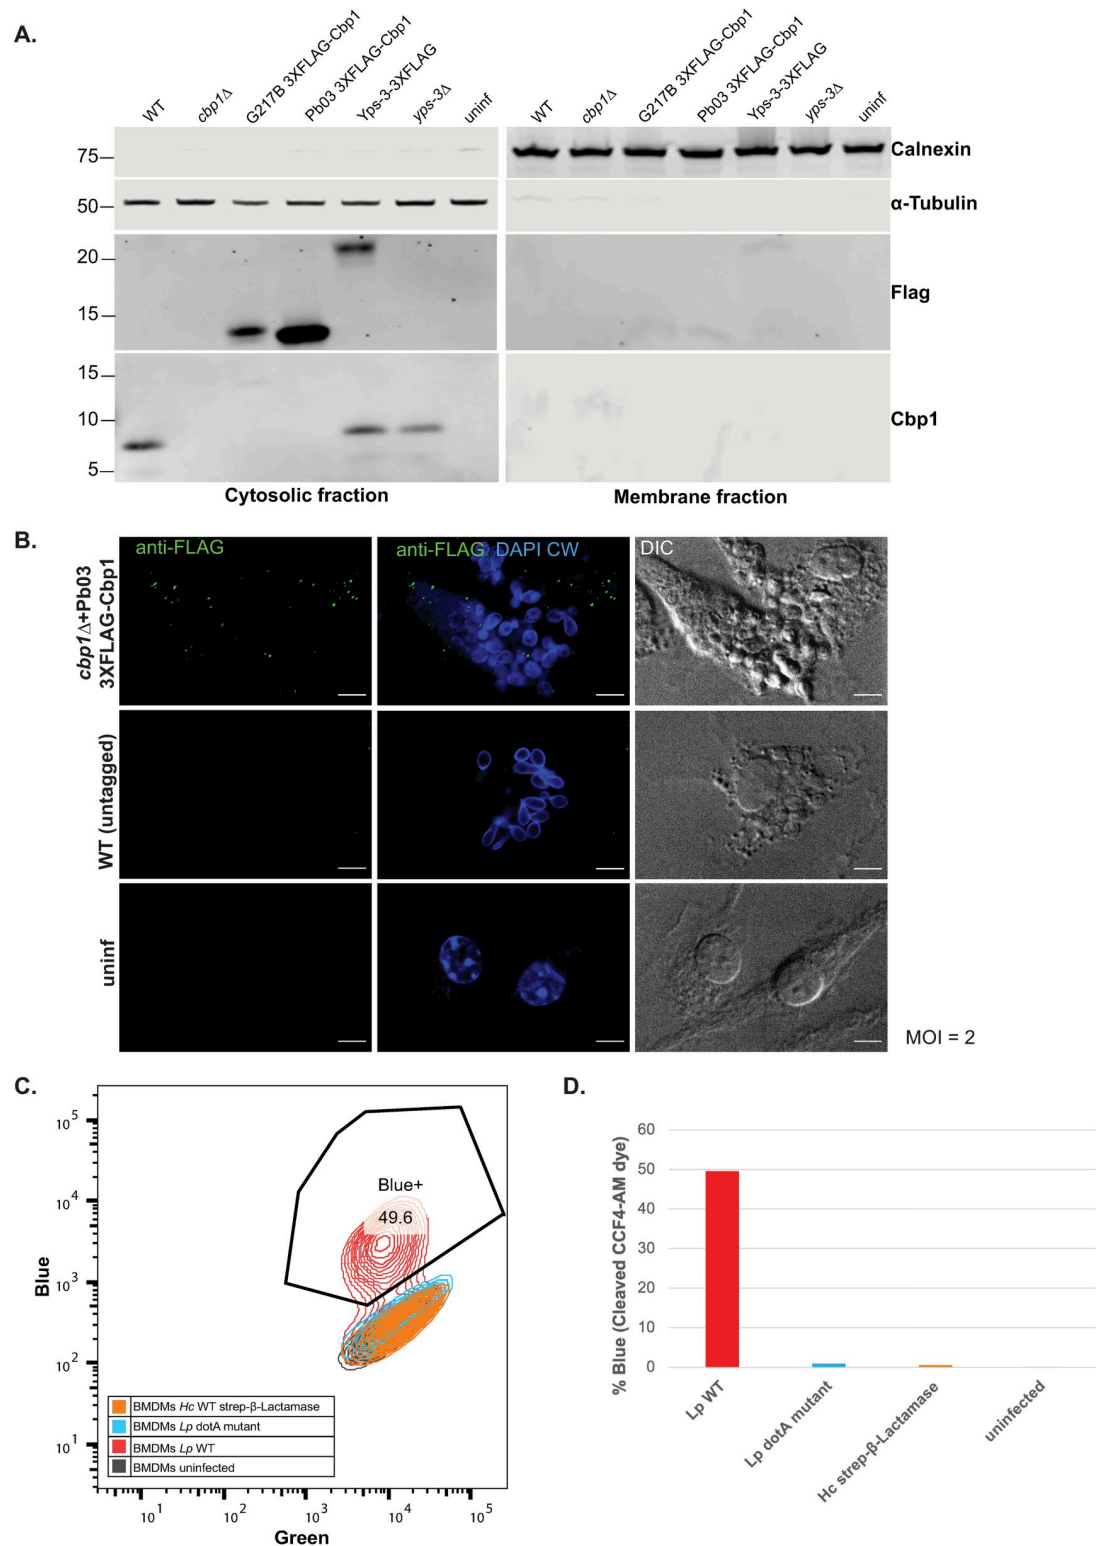 A.
WT
cbp1Δ
G217B 3XFLAG-Cbp1
Pb03 3XFLAG-Cbp1
Yps-3-3XFLAG
yps-3Δ
uninf
WT
cbp1Δ
G217B 3XFLAG-Cbp1
Pb03 3XFLAG-Cbp1
Yps-3-3XFLAG
yps-3Δ
uninf
75
Calnexin
50
α-Tubulin
20
15
Flag
15
10
5
Cbp1
Cytosolic fraction
Membrane fraction
B.
anti-FLAG
anti-FLAG DAPI CW
DIC
cbp1Δ+Pb03
3XFLAG-Cbp1
WT (untagged)
uninf
MOI = 2
C.
Blue
10^5
10^4
10^3
10^2
10^1
Blue+
49.6
BMDMs Hc WT strep-β-Lactamase
BMDMs Lp dotA mutant
BMDMs Lp WT
BMDMs uninfected
10^1 10^2 10^3 10^4 10^5
Green
D.
% Blue (Cleaved CCF4-AM dye)
60
50
40
30
20
10
0
Lp WT
Lp dotA mutant
Hc strep-β-Lactamase
uninfected